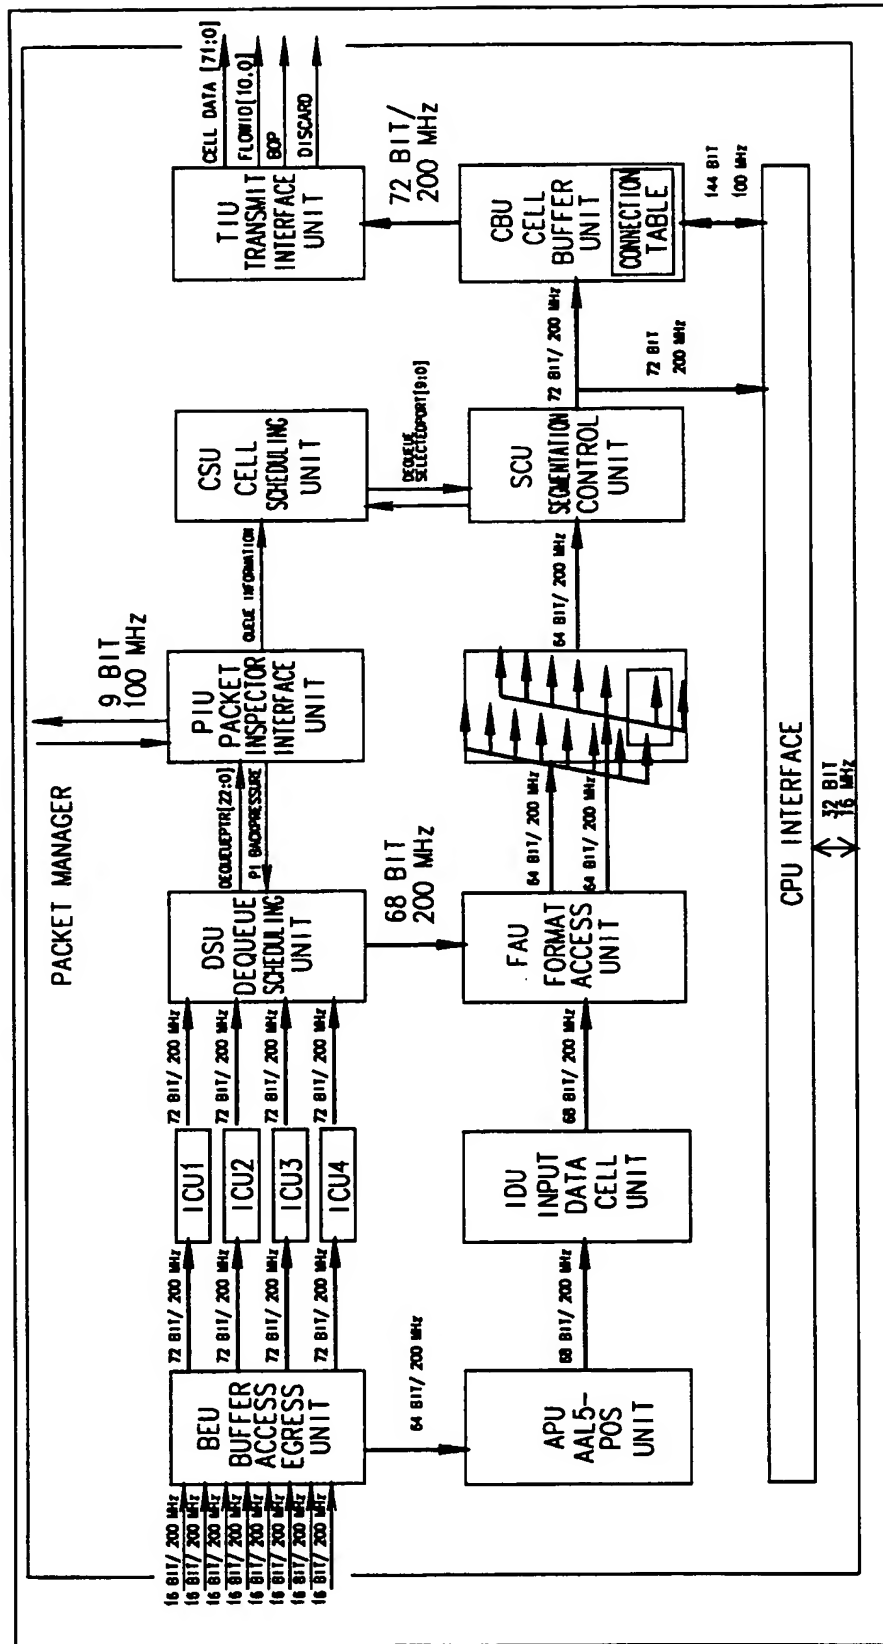 PACKET MANAGER
9 BIT
100 MHz
16 BIT/ 200 MHz
16 BIT/ 200 MHz
16 BIT/ 200 MHz
16 BIT/ 200 MHz
16 BIT/ 200 MHz
16 BIT/ 200 MHz
16 BIT/ 200 MHz
16 BIT/ 200 MHz
BEU
BUFFER
ACCESS
EGRESS
UNIT
72 BIT/ 200 MHz
72 BIT/ 200 MHz
72 BIT/ 200 MHz
72 BIT/ 200 MHz
ICU1
ICU2
ICU3
ICU4
72 BIT/ 200 MHz
72 BIT/ 200 MHz
72 BIT/ 200 MHz
72 BIT/ 200 MHz
DSU
DEQUEUE
SCHEDULING
UNIT
DEQUEUEPTR[22:0]
PI BACKPRESSURE
PIU
PACKET
INSPECTOR
INTERFACE
UNIT
QUEUE INFORMATION
CSU
CELL
SCHEDULING
UNIT
TIU
TRANSMIT
INTERFACE
UNIT
CELL DATA [71:0]
FLOWID[10.0]
BOP
DISCARD
64 BIT/ 200 MHz
68 BIT
200 MHz
DEQUEUE
SELECTEDPORT[9:0]
72 BIT/
200 MHz
APU
AAL5-
POS
UNIT
68 BIT/ 200 MHz
IDU
INPUT
DATA
CELL
UNIT
68 BIT/ 200 MHz
FAU
FORMAT
ACCESS
UNIT
64 BIT/ 200 MHz
64 BIT/ 200 MHz
64 BIT/ 200 MHz
SCU
SEGMENTATION
CONTROL
UNIT
72 BIT/ 200 MHz
CBU
CELL
BUFFER
UNIT
CONNECTION
TABLE
72 BIT
200 MHz
144 BIT
100 MHz
CPU INTERFACE
32 BIT
16 MHz